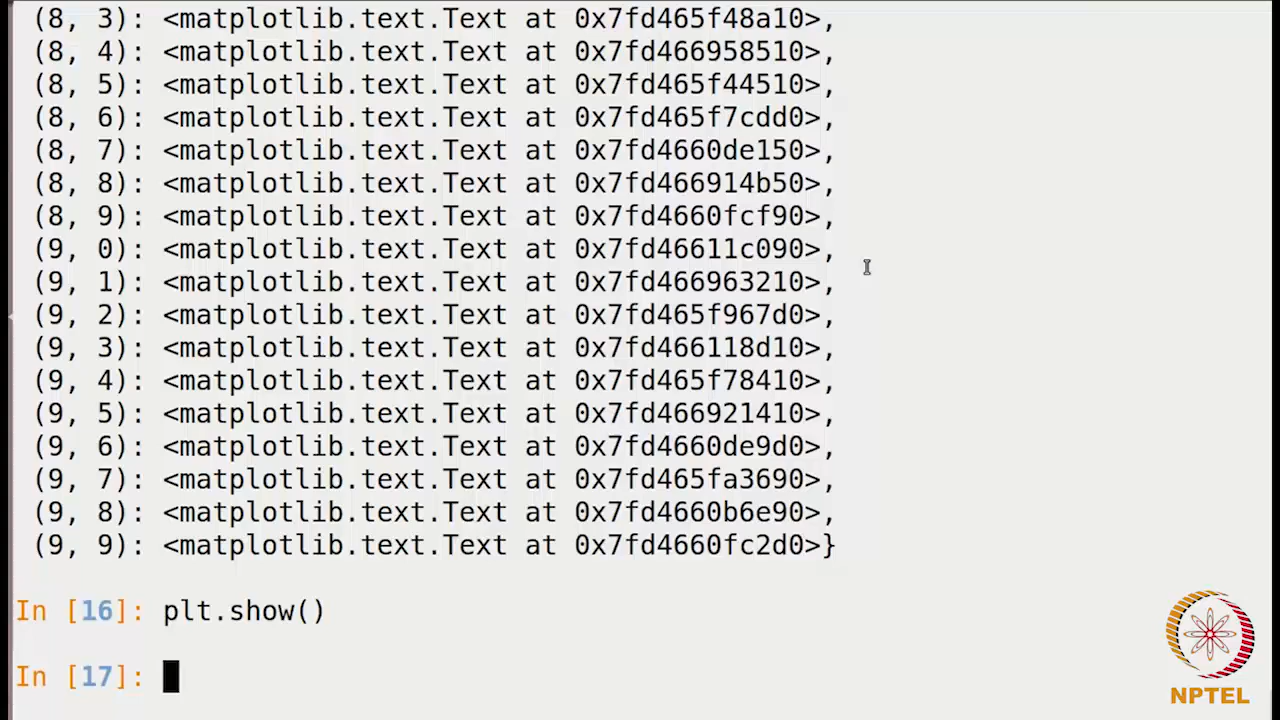 (8, 3): <matplotlib.text.Text at 0x7fd465f48a10>,
(8, 4): <matplotlib.text.Text at 0x7fd466958510>,
(8, 5): <matplotlib.text.Text at 0x7fd465f44510>,
(8, 6): <matplotlib.text.Text at 0x7fd465f7cdd0>,
(8, 7): <matplotlib.text.Text at 0x7fd4660de150>,
(8, 8): <matplotlib.text.Text at 0x7fd466914b50>,
(8, 9): <matplotlib.text.Text at 0x7fd4660fcf90>,
(9, 0): <matplotlib.text.Text at 0x7fd46611c090>,
(9, 1): <matplotlib.text.Text at 0x7fd466963210>,
(9, 2): <matplotlib.text.Text at 0x7fd465f967d0>,
(9, 3): <matplotlib.text.Text at 0x7fd466118d10>,
(9, 4): <matplotlib.text.Text at 0x7fd465f78410>,
(9, 5): <matplotlib.text.Text at 0x7fd466921410>,
(9, 6): <matplotlib.text.Text at 0x7fd4660de9d0>,
(9, 7): <matplotlib.text.Text at 0x7fd465fa3690>,
(9, 8): <matplotlib.text.Text at 0x7fd4660b6e90>,
(9, 9): <matplotlib.text.Text at 0x7fd4660fc2d0>}
In [16]: plt.show()
In [17]:
NPTEL